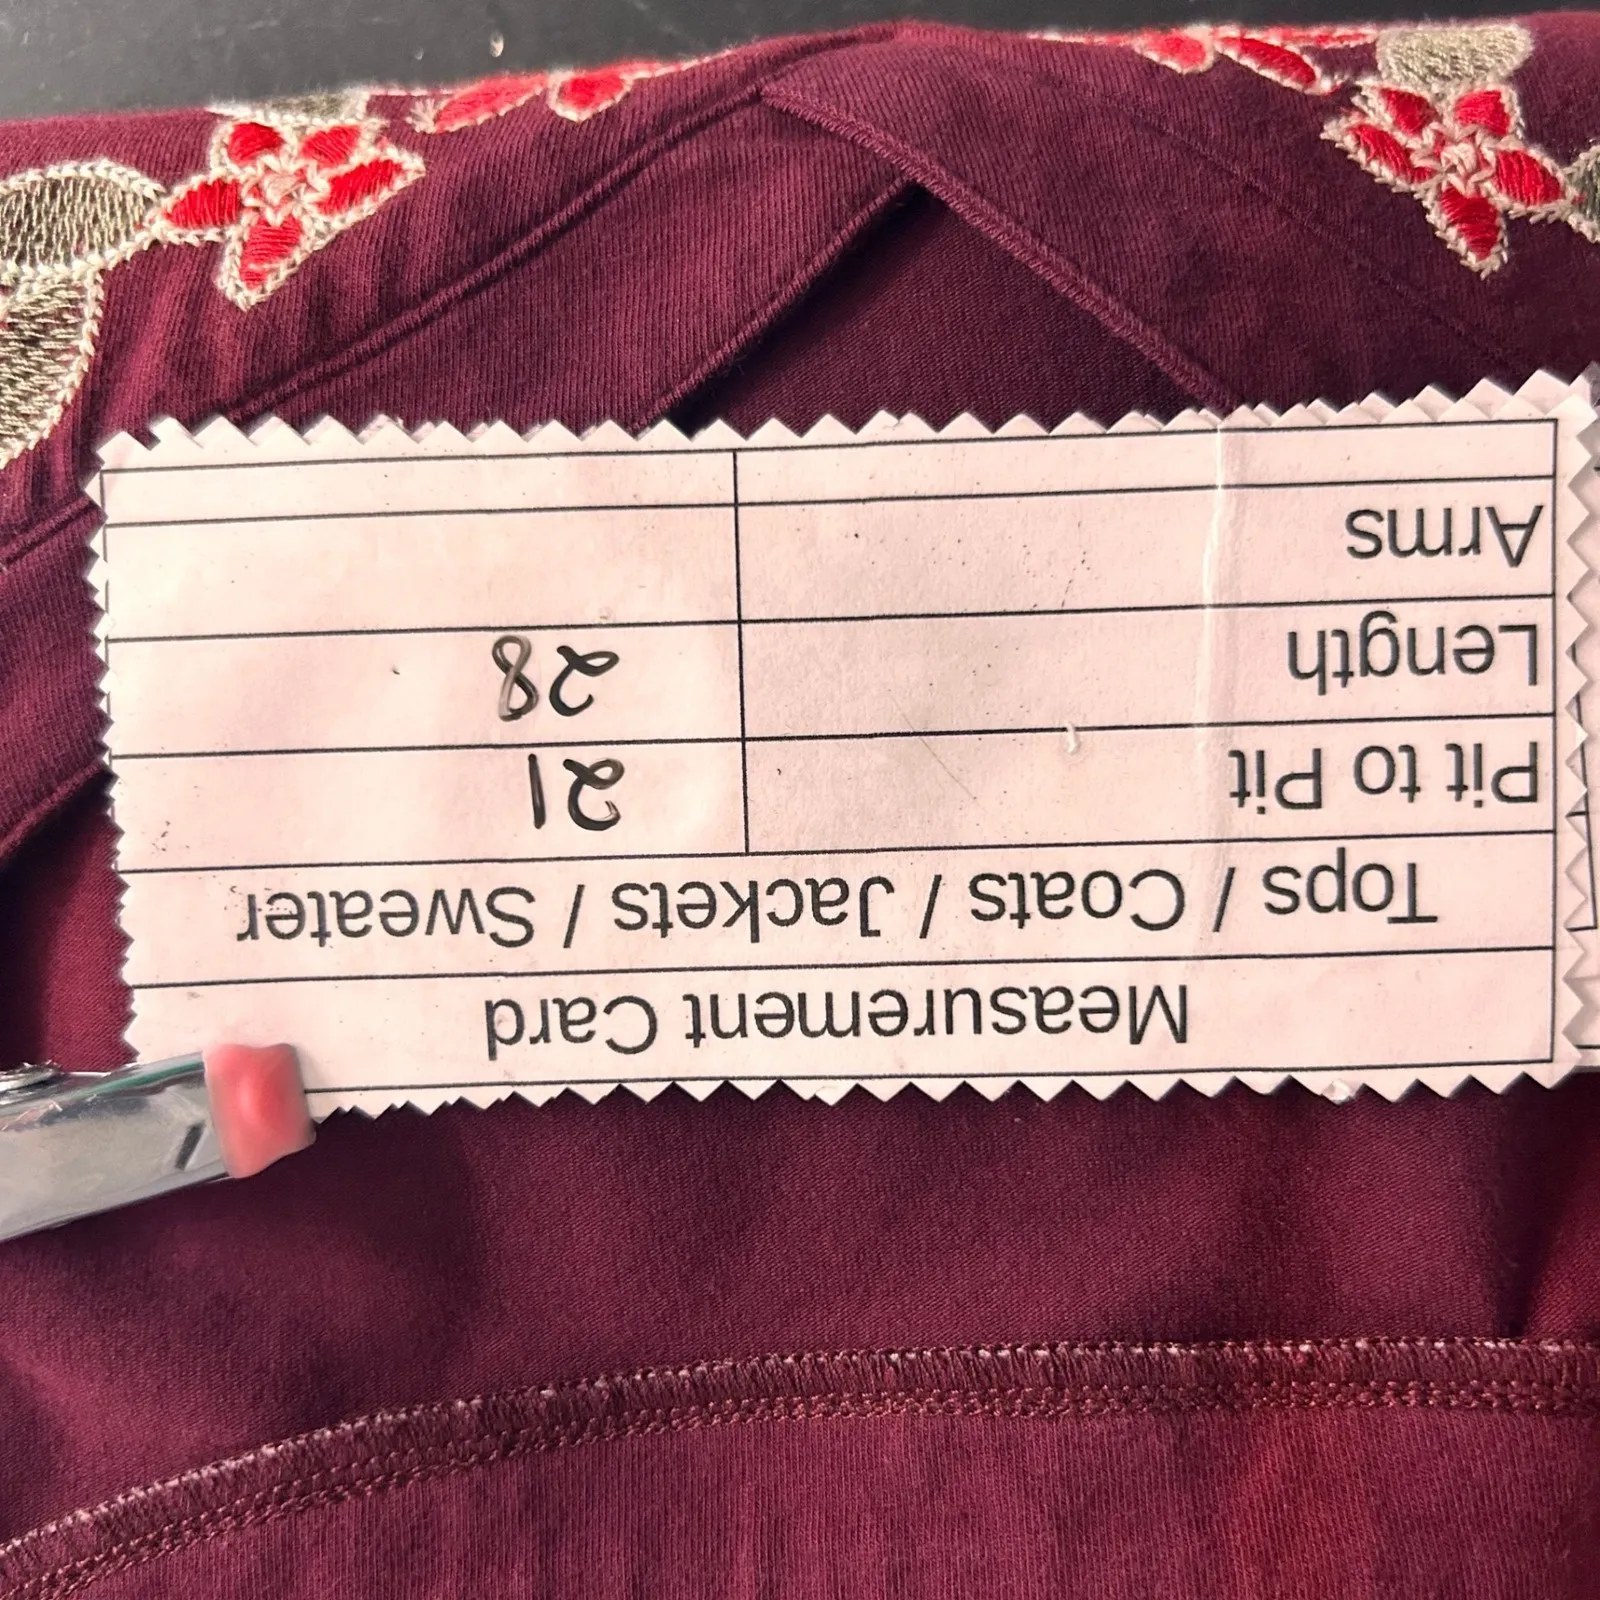 Measurement Card
Tops / Coats / Jackets / Sweater
Pit to Pit 21
Length 28
Arms